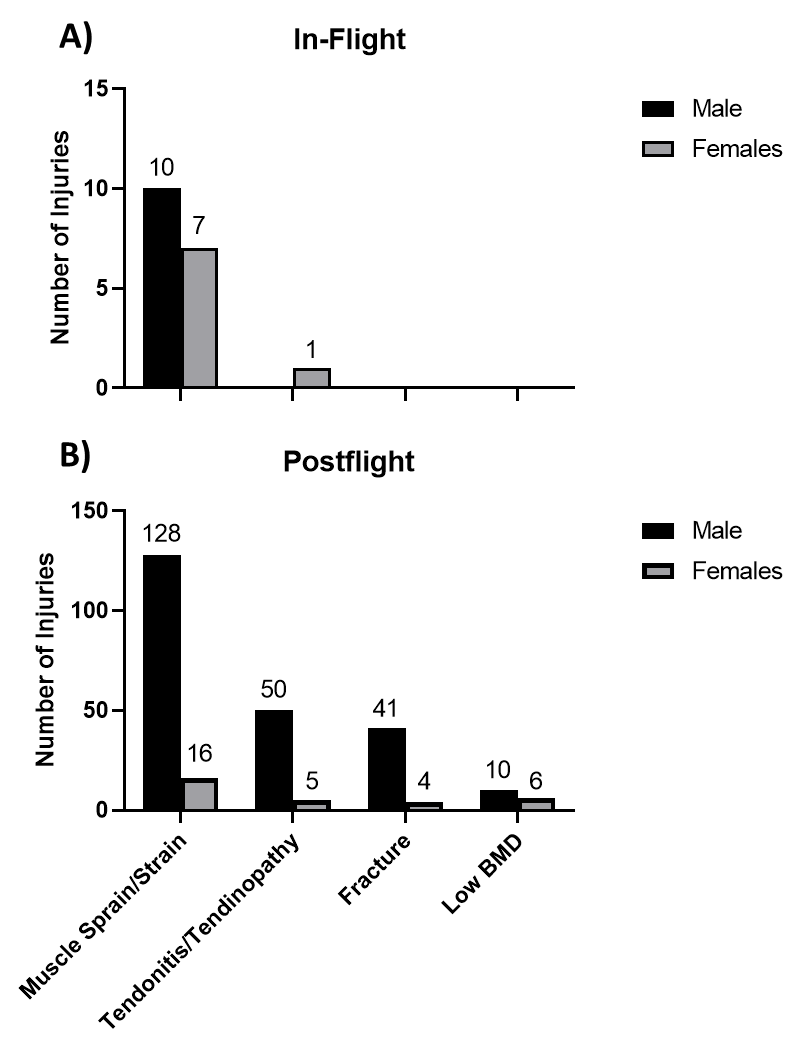 A)
In-Flight
Number of Injuries
15
10
5
0
10
7
1
Male
Females
B)
Postflight
Number of Injuries
150
100
50
0
128
16
50
5
41
4
10
6
Male
Females
Muscle Sprain/Strain
Tendonitis/Tendinopathy
Fracture
Low BMD